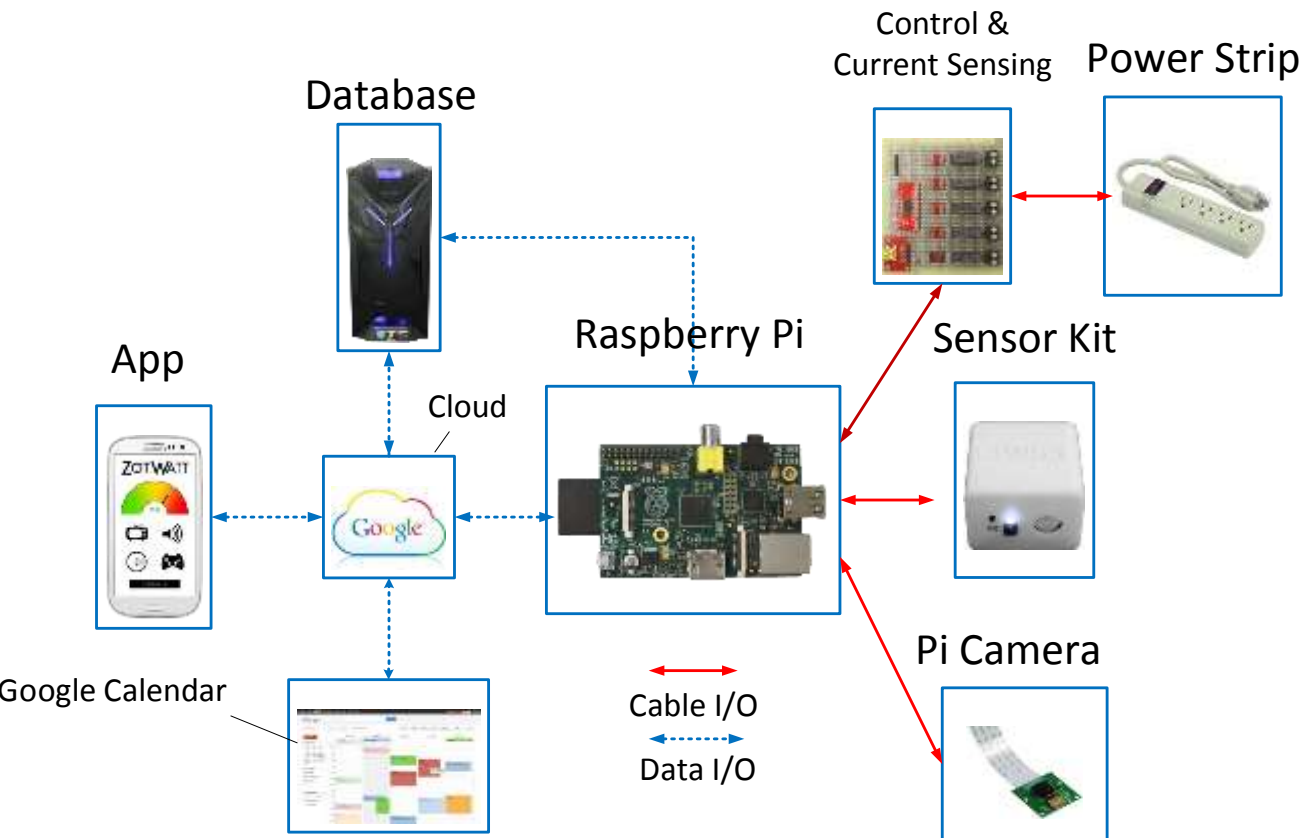 Control &
Current Sensing
Power Strip
Database
Raspberry Pi
Sensor Kit
App
Cloud
ZOTWATT
Google
Pi Camera
Google Calendar
Cable I/O
Data I/O